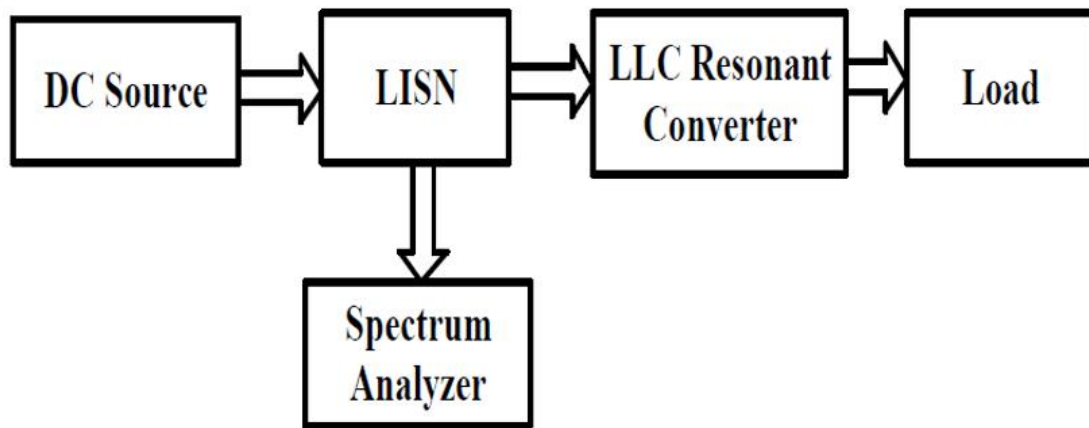 DC Source
LISN
LLC Resonant
Converter
Load
Spectrum
Analyzer